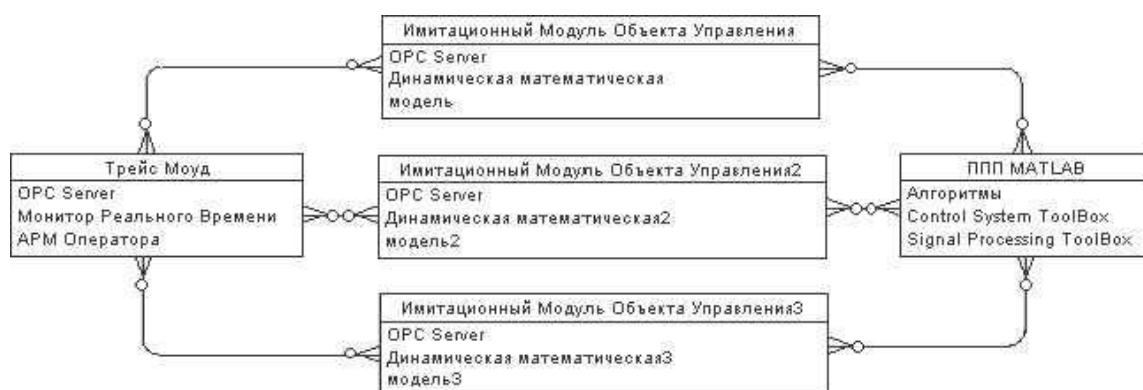 Имитационный Модуль Объекта Управления
OPC Server
Динамическая математическая
модель
Трейс Моуд
OPC Server
Монитор Реального Времени
АРМ Оператора
Имитационный Модуль Объекта Управления2
OPC Server
Динамическая математическая2
модель2
ППП MATLAB
Алгоритмы
Control System ToolBox
Signal Processing ToolBox
Имитационный Модуль Объекта Управления3
OPC Server
Динамическая математическая3
модель3